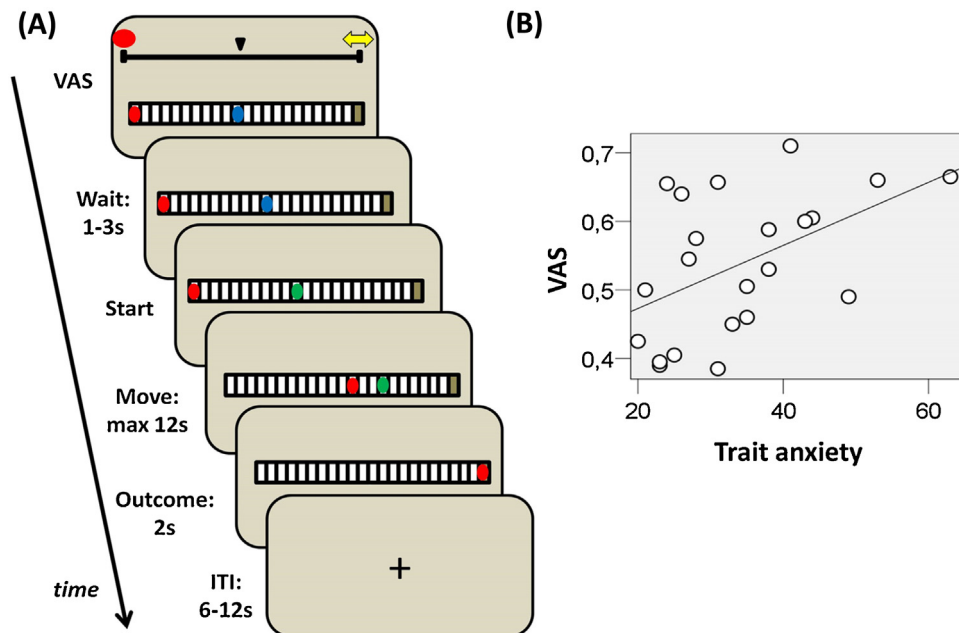 (A)
VAS
Wait:
1-3s
Start
Move:
max 12s
Outcome:
2s
ITI:
6-12s
+
time
(B)
0,7
0,6
0,5
0,4
VAS
20 40 60
Trait anxiety